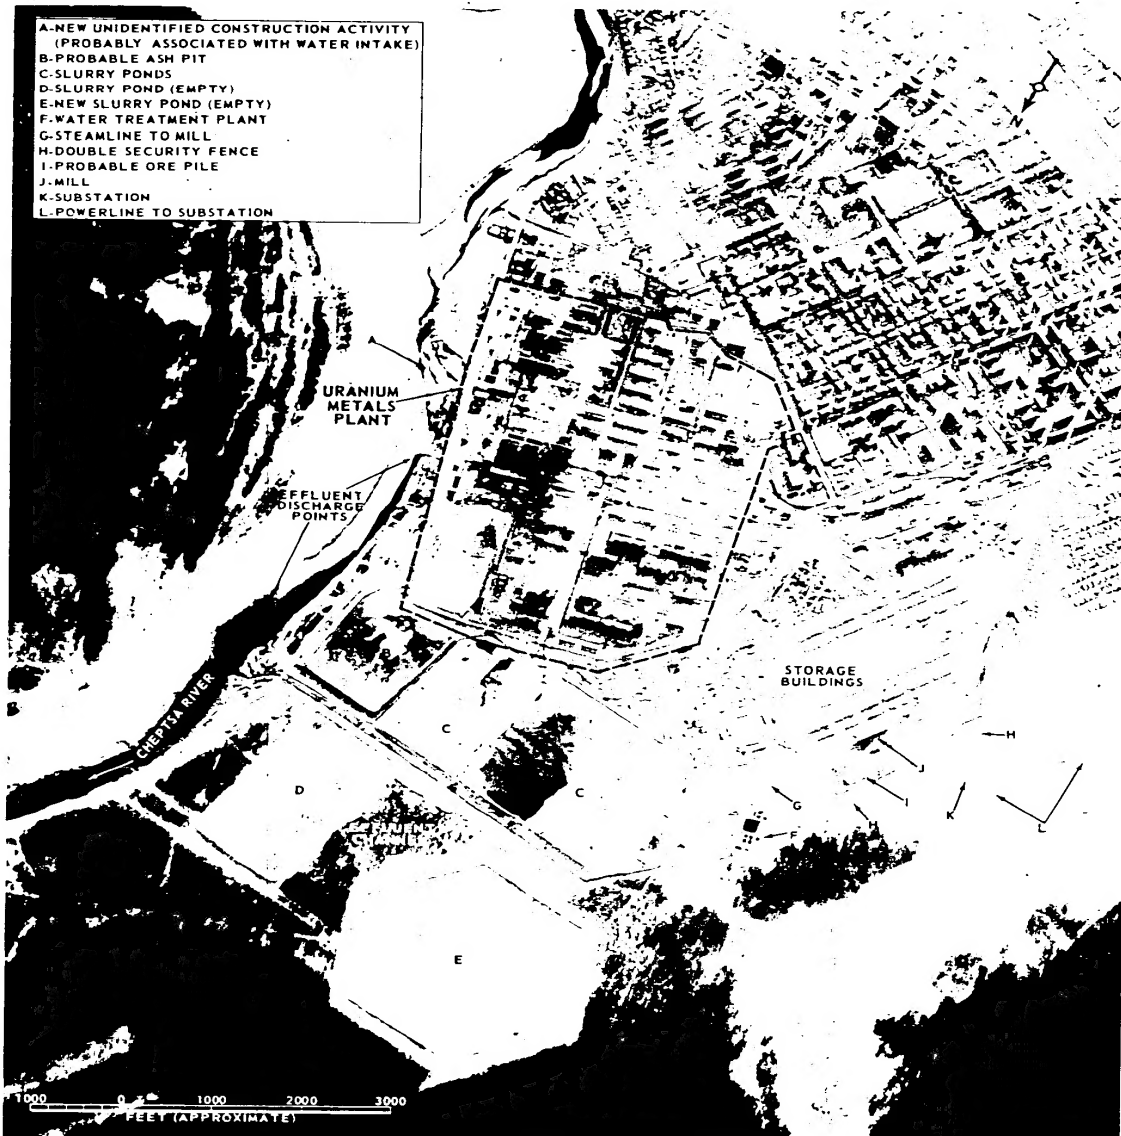 A-NEW UNIDENTIFIED CONSTRUCTION ACTIVITY
(PROBABLY ASSOCIATED WITH WATER INTAKE)
B-PROBABLE ASH PIT
C-SLURRY PONDS
D-SLURRY POND (EMPTY)
E-NEW SLURRY POND (EMPTY)
F-WATER TREATMENT PLANT
G-STEAMLINE TO MILL
H-DOUBLE SECURITY FENCE
I-PROBABLE ORE PILE
J-MILL
K-SUBSTATION
L-POWERLINE TO SUBSTATION
N
A
URANIUM
METALS
PLANT
EFFLUENT
DISCHARGE
POINTS
B
STORAGE
BUILDINGS
CHEPTSA RIVER
C
H
J
D
C
G
I
K
H
L
F
EFFLUENT
CHANNEL
E
1000 0 1000 2000 3000
FEET (APPROXIMATE)